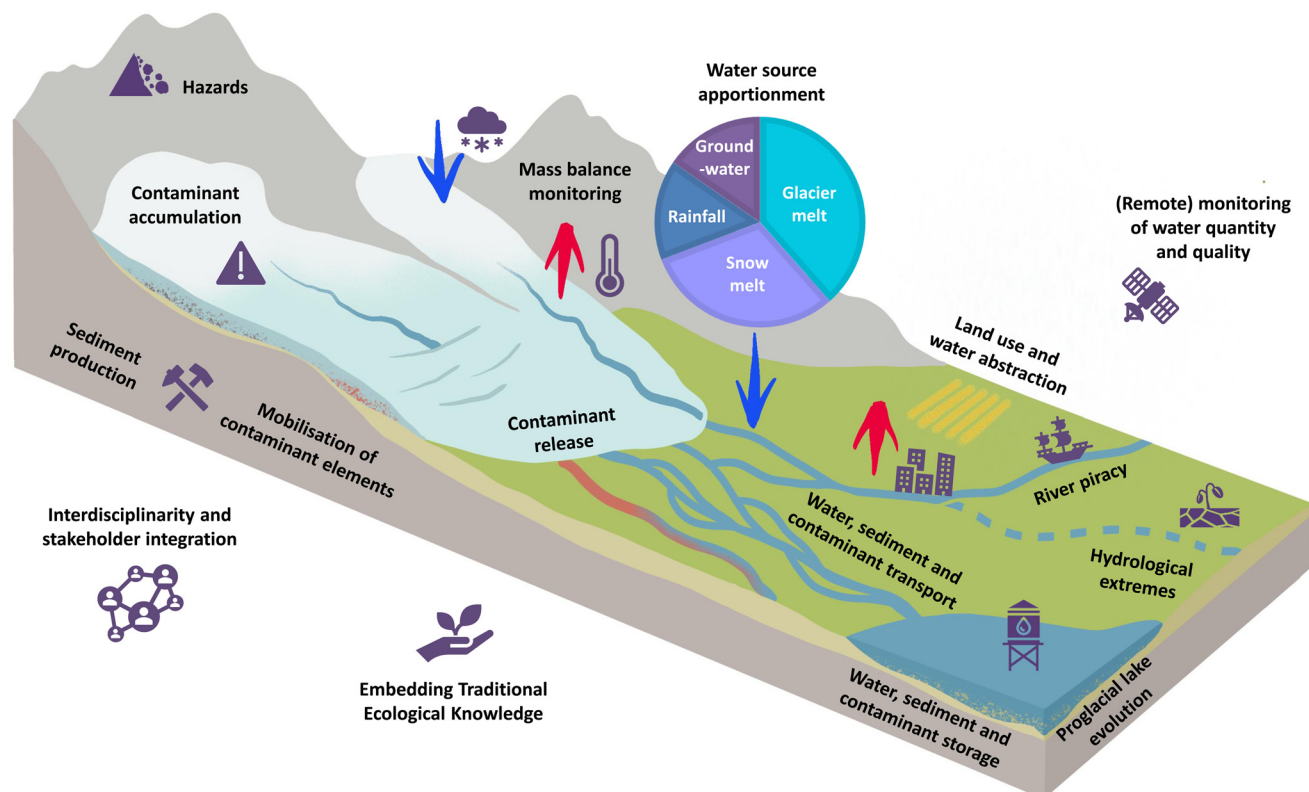 Water source
apportionment
Hazards
Ground
-water
Glacier
melt
Rainfall
Snow
melt
Mass balance
monitoring
Contaminant
accumulation
(Remote) monitoring
of water quantity
and quality
Land use and
water abstraction
Sediment
production
Mobilisation of
contaminant elements
Contaminant
release
River piracy
Water, sediment and
contaminant transport
Hydrological
extremes
Interdisciplinarity and
stakeholder integration
Embedding Traditional
Ecological Knowledge
Water, sediment and
contaminant storage
Proglacial lake
evolution